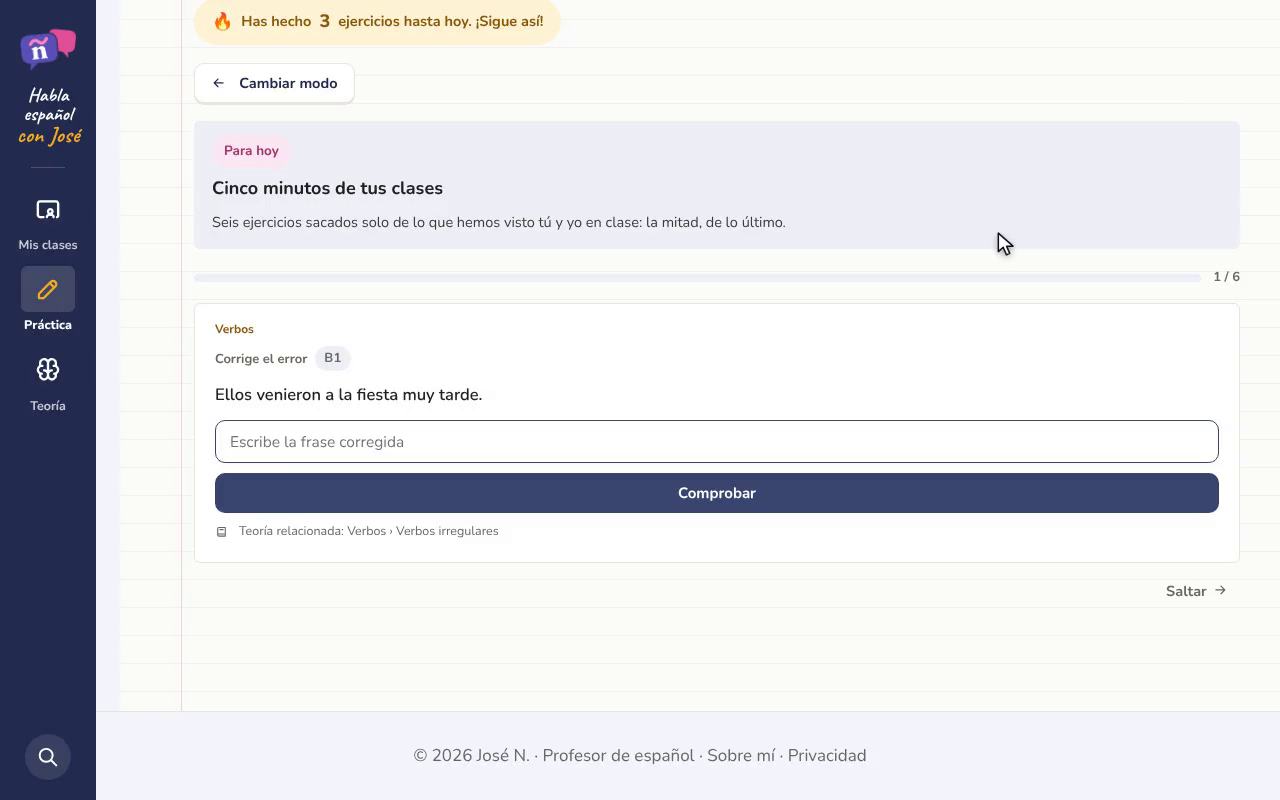 ñ
Habla
español
con José
Mis clases
Práctica
Teoría
🔥 Has hecho 3 ejercicios hasta hoy. ¡Sigue así!
← Cambiar modo
Para hoy
Cinco minutos de tus clases
Seis ejercicios sacados solo de lo que hemos visto tú y yo en clase: la mitad, de lo último.
1 / 6
Verbos
Corrige el error B1
Ellos venieron a la fiesta muy tarde.
Escribe la frase corregida
Comprobar
Teoría relacionada: Verbos › Verbos irregulares
Saltar →
© 2026 José N. · Profesor de español · Sobre mí · Privacidad